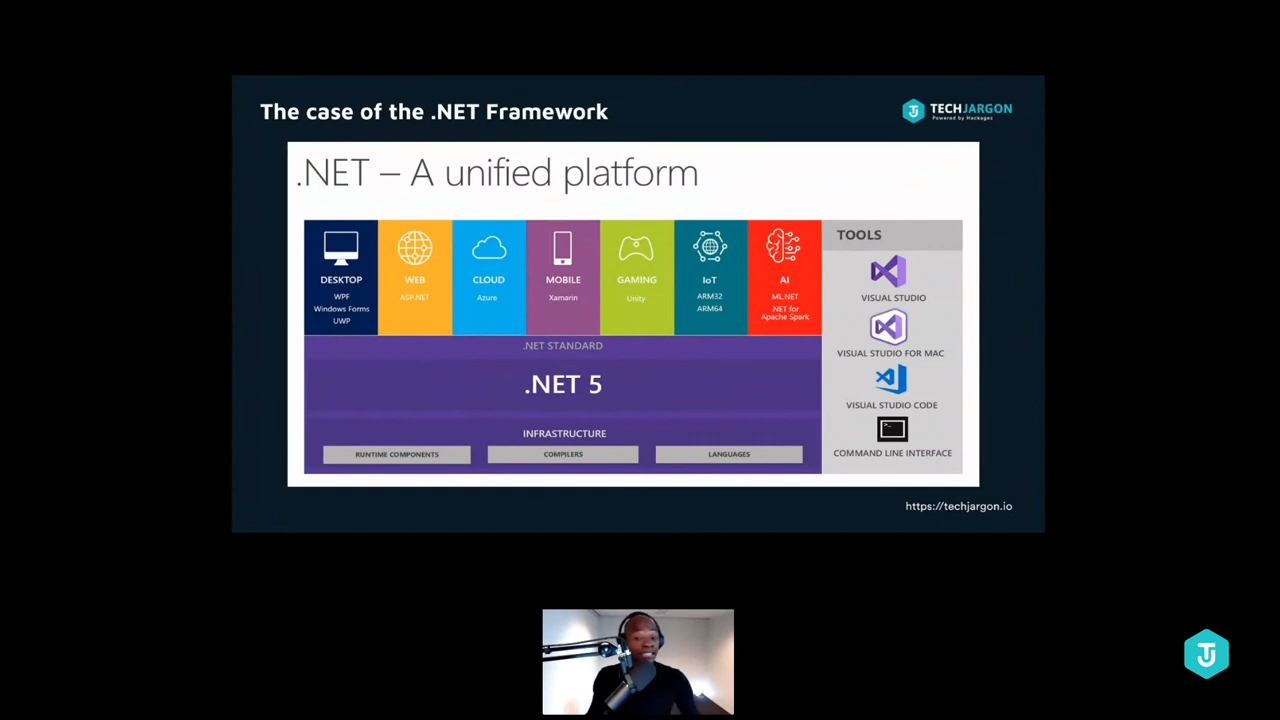 The case of the .NET Framework
TECHJARGON
Powered by Hackages
.NET – A unified platform
DESKTOP
WPF
Windows Forms
UWP
WEB
ASP.NET
CLOUD
Azure
MOBILE
Xamarin
GAMING
Unity
IoT
ARM32
ARM64
AI
ML.NET
.NET for
Apache Spark
TOOLS
VISUAL STUDIO
VISUAL STUDIO FOR MAC
VISUAL STUDIO CODE
COMMAND LINE INTERFACE
.NET STANDARD
.NET 5
INFRASTRUCTURE
RUNTIME COMPONENTS
COMPILERS
LANGUAGES
https://techjargon.io